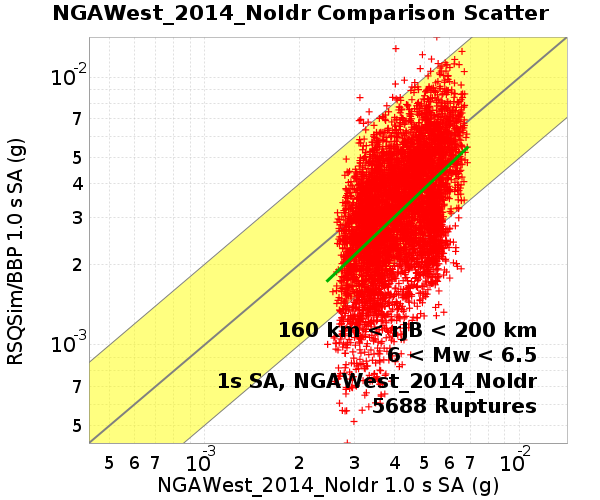 NGAWest_2014_NoIdr Comparison Scatter
RSQSim/BBP 1.0 s SA (g)
10-2
7
5
4
3
2
10-3
7
5
160 km < rJB < 200 km
6 < Mw < 6.5
1s SA, NGAWest_2014_NoIdr
5688 Ruptures
5 6 7 10-3 2 3 4 5 6 7 10-2
NGAWest_2014_NoIdr 1.0 s SA (g)